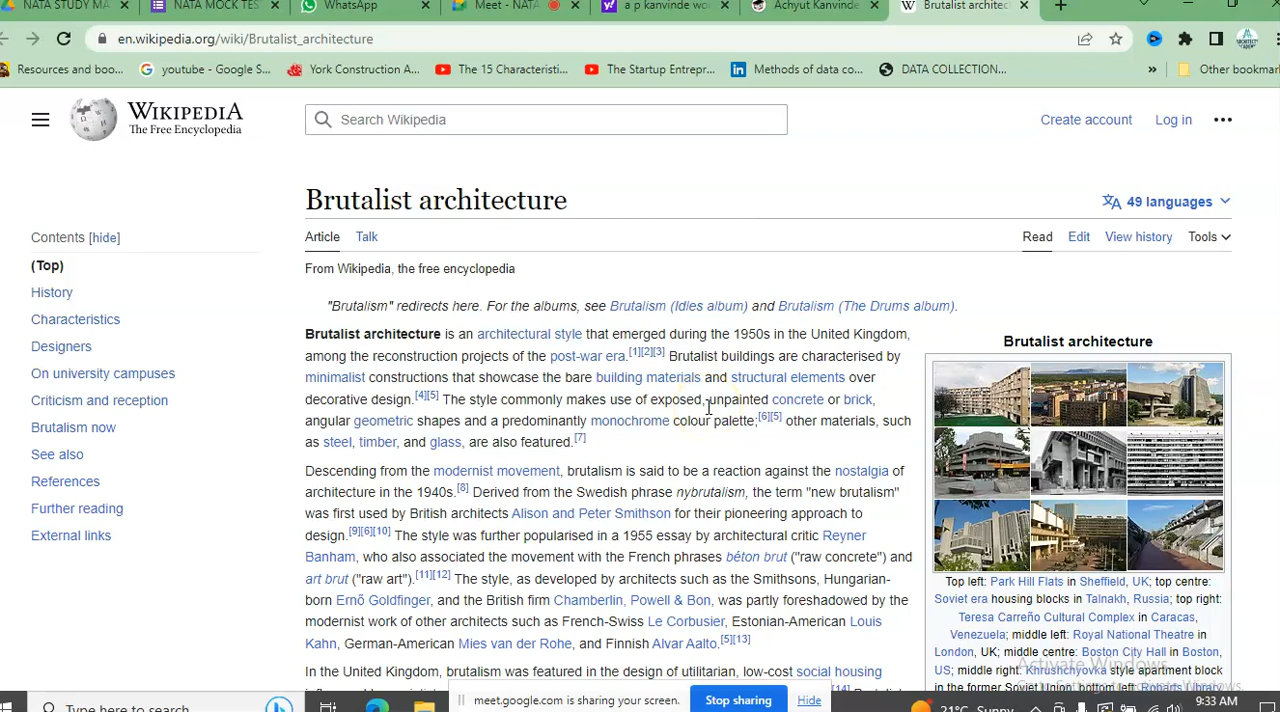 NATA STUDY MA
NATA MOCK TES
WhatsApp
Meet - NATA
a p kanvinde wo
Achyut Kanvinde
Brutalist architect
en.wikipedia.org/wiki/Brutalist_architecture
Resources and boo...
youtube - Google S...
York Construction A...
The 15 Characteristi...
The Startup Entrepr...
Methods of data co...
DATA COLLECTION...
»
Other bookmar
WIKIPEDIA
The Free Encyclopedia
Search Wikipedia
Create account
Log in
Brutalist architecture
49 languages
Contents [hide]
(Top)
History
Characteristics
Designers
On university campuses
Criticism and reception
Brutalism now
See also
References
Further reading
External links
Article
Talk
Read
Edit
View history
Tools
From Wikipedia, the free encyclopedia
"Brutalism" redirects here. For the albums, see Brutalism (Idles album) and Brutalism (The Drums album).
Brutalist architecture is an architectural style that emerged during the 1950s in the United Kingdom,
among the reconstruction projects of the post-war era.[1][2][3] Brutalist buildings are characterised by
minimalist constructions that showcase the bare building materials and structural elements over
decorative design.[4][5] The style commonly makes use of exposed, unpainted concrete or brick,
angular geometric shapes and a predominantly monochrome colour palette;[6][5] other materials, such
as steel, timber, and glass, are also featured.[7]
Descending from the modernist movement, brutalism is said to be a reaction against the nostalgia of
architecture in the 1940s.[8] Derived from the Swedish phrase nybrutalism, the term "new brutalism"
was first used by British architects Alison and Peter Smithson for their pioneering approach to
design.[9][6][10] The style was further popularised in a 1955 essay by architectural critic Reyner
Banham, who also associated the movement with the French phrases béton brut ("raw concrete") and
art brut ("raw art").[11][12] The style, as developed by architects such as the Smithsons, Hungarian-
born Ernő Goldfinger, and the British firm Chamberlin, Powell & Bon, was partly foreshadowed by the
modernist work of other architects such as French-Swiss Le Corbusier, Estonian-American Louis
Kahn, German-American Mies van der Rohe, and Finnish Alvar Aalto.[5][13]
In the United Kingdom, brutalism was featured in the design of utilitarian, low-cost social housing
[14]
Brutalist architecture
Top left: Park Hill Flats in Sheffield, UK; top centre:
Soviet era housing blocks in Talnakh, Russia; top right:
Teresa Carreño Cultural Complex in Caracas,
Venezuela; middle left: Royal National Theatre in
London, UK; middle centre: Boston City Hall in Boston,
US; middle right: Khrushchyovka style apartment block
in the former Soviet Union; bottom left: Robarts Library
Activate Windows
Go to Settings to activate Windows.
meet.google.com is sharing your screen.
Stop sharing
Hide
Type here to search
21°C Sunny
9:33 AM